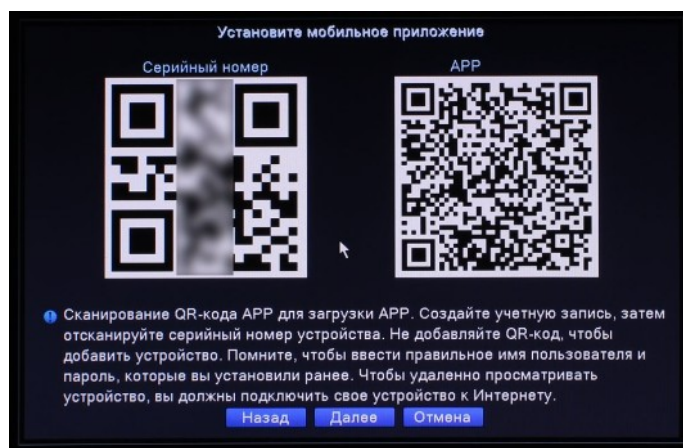 Установите мобильное приложение
Серийный номер
APP
Сканирование QR-кода APP для загрузки APP. Создайте учетную запись, затем
отсканируйте серийный номер устройства. Не добавляйте QR-код, чтобы
добавить устройство. Помните, чтобы ввести правильное имя пользователя и
пароль, которые вы установили ранее. Чтобы удаленно просматривать
устройство, вы должны подключить свое устройство к Интернету.
Назад Далее Отмена